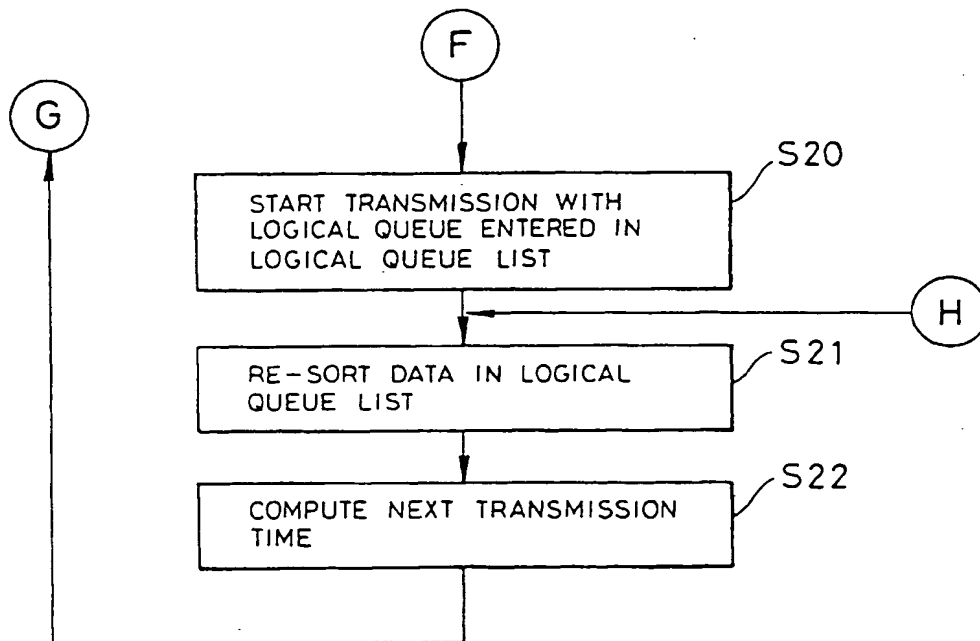 F
G
S20
START TRANSMISSION WITH
LOGICAL QUEUE ENTERED IN
LOGICAL QUEUE LIST
H
S21
RE-SORT DATA IN LOGICAL
QUEUE LIST
S22
COMPUTE NEXT TRANSMISSION
TIME